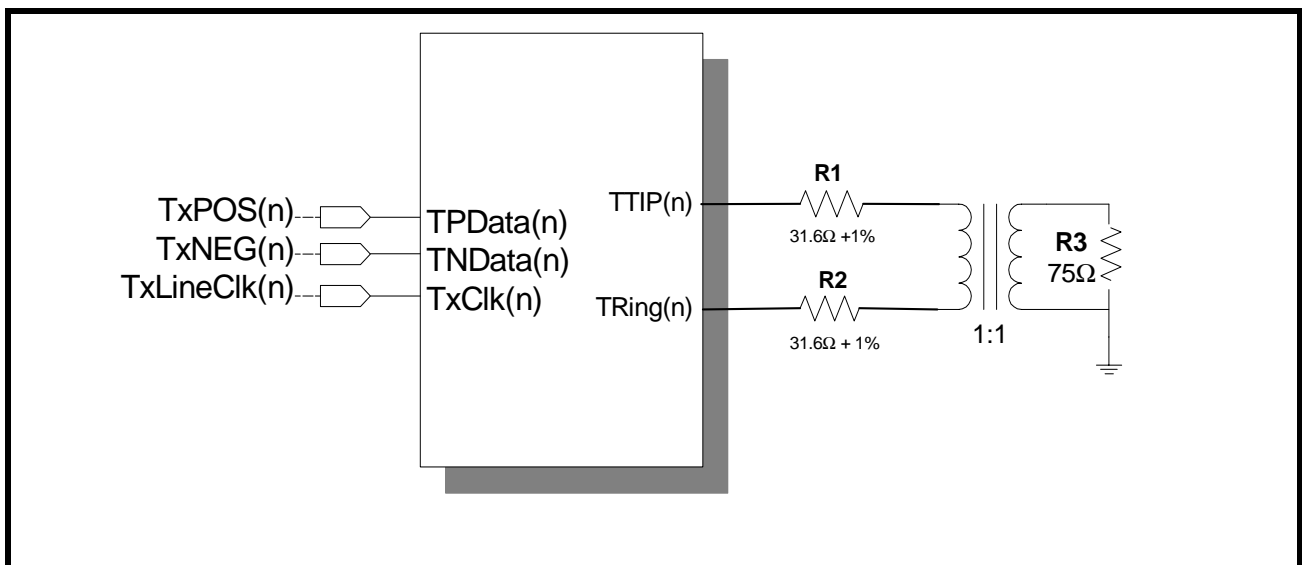 TxPOS(n)
TxNEG(n)
TxLineClk(n)
TPData(n)
TNData(n)
TxClk(n)
TTIP(n)
TRing(n)
R1
31.6Ω +1%
R2
31.6Ω + 1%
1:1
R3
75Ω